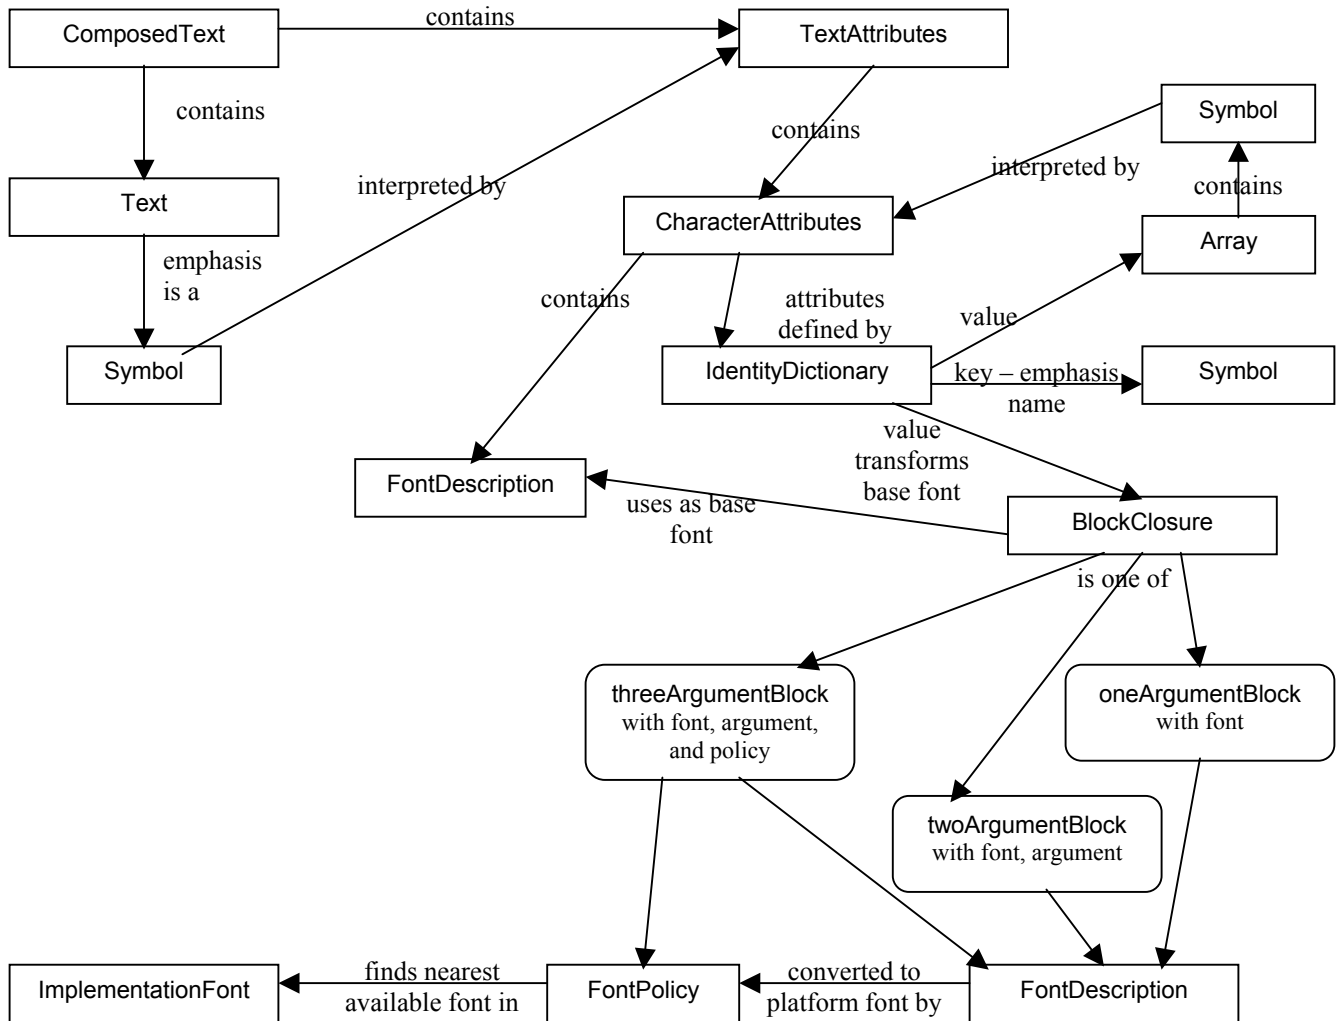 ComposedText
contains
TextAttributes
contains
contains
Symbol
interpreted by
interpreted by
contains
Text
CharacterAttributes
Array
emphasis
is a
contains
attributes
defined by
value
Symbol
IdentityDictionary
key – emphasis
name
Symbol
value
transforms
base font
FontDescription
uses as base
font
BlockClosure
is one of
threeArgumentBlock
with font, argument,
and policy
oneArgumentBlock
with font
twoArgumentBlock
with font, argument
ImplementationFont
finds nearest
available font in
FontPolicy
converted to
platform font by
FontDescription